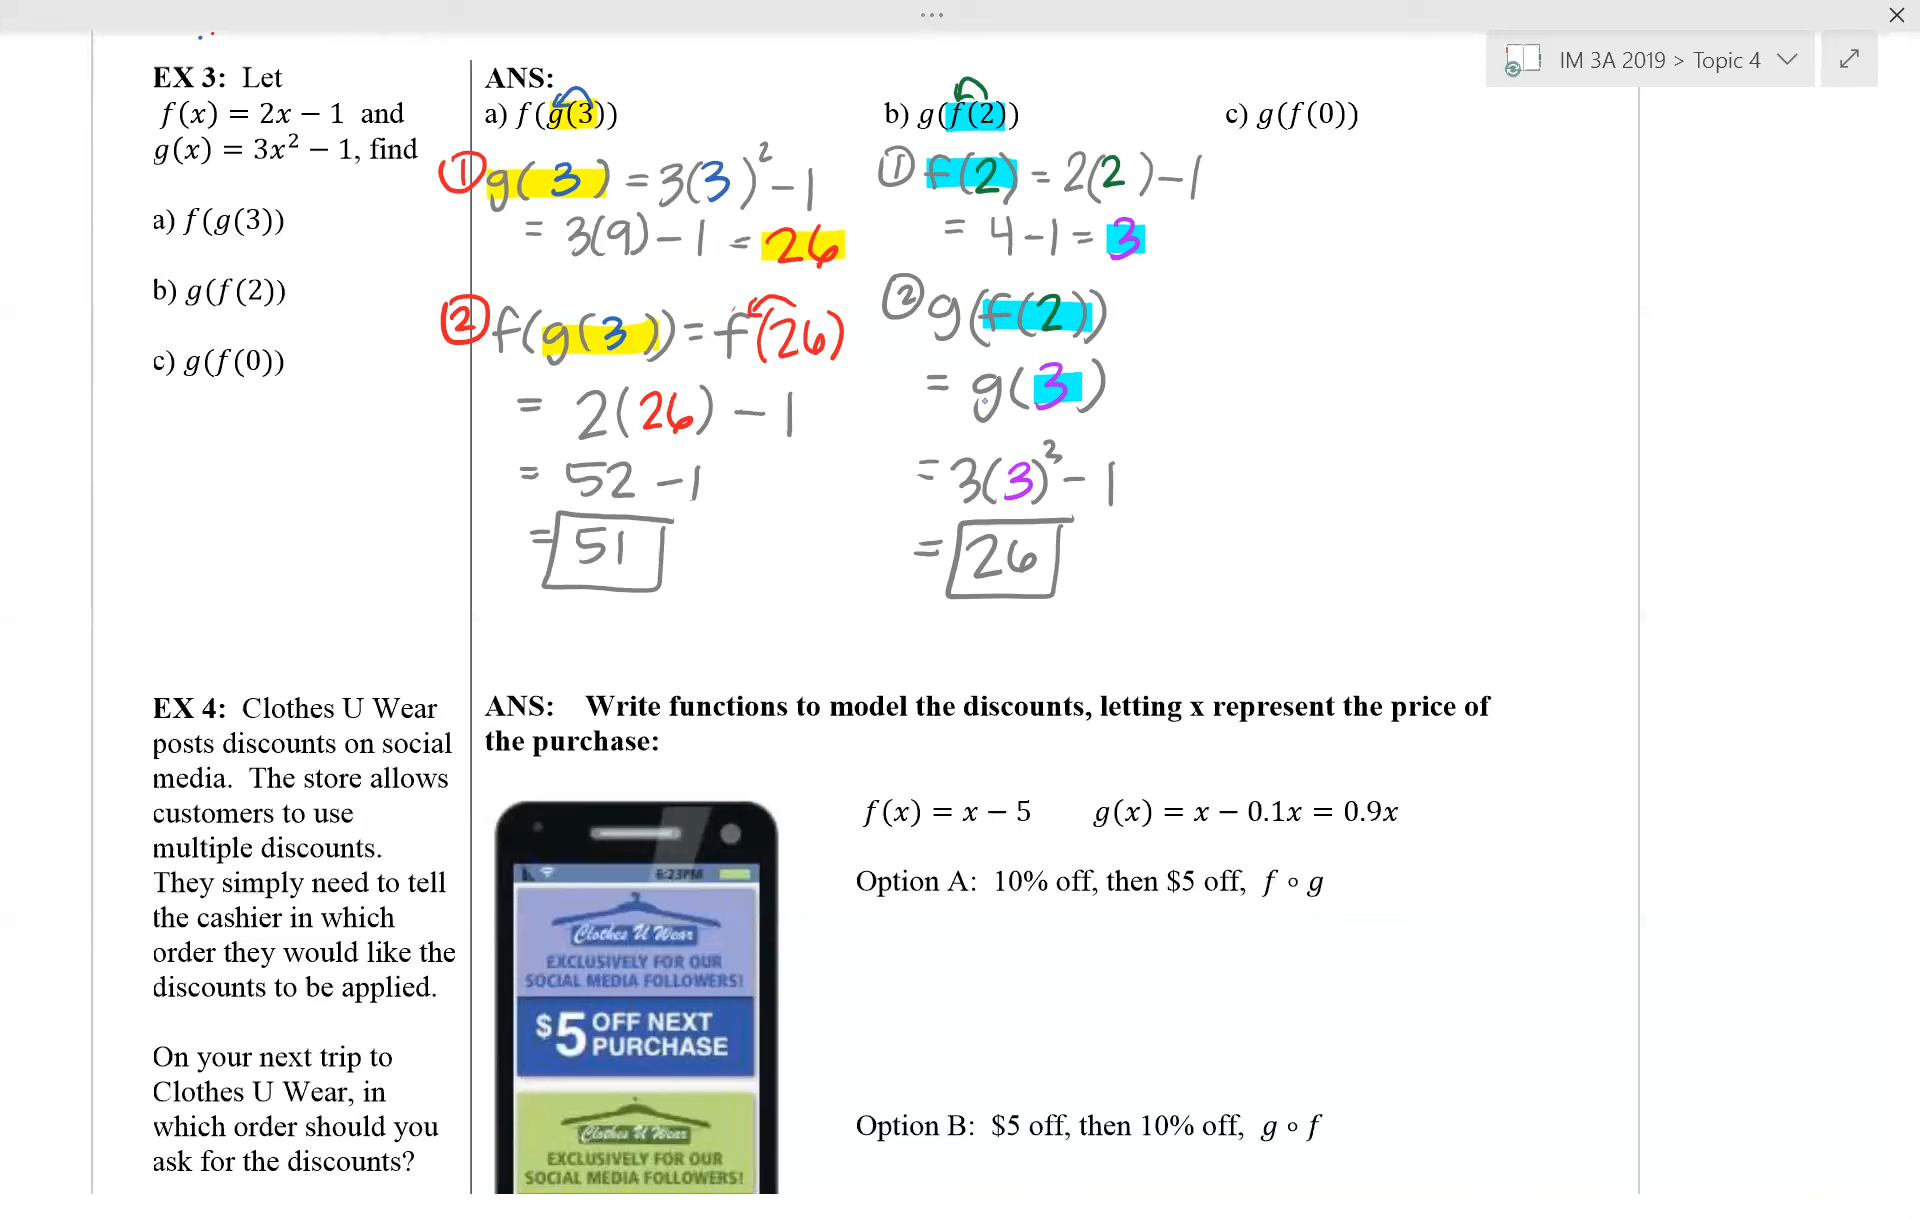 IM 3A 2019 > Topic 4
EX 3: Let
f(x) = 2x − 1 and
g(x) = 3x² − 1, find
a) f(g(3))
b) g(f(2))
c) g(f(0))
ANS:
a) f(g(3))
① g(3) = 3(3)² − 1
= 3(9) − 1 = 26
② f(g(3)) = f(26)
= 2(26) − 1
= 52 − 1
= 51
b) g(f(2))
① f(2) = 2(2) − 1
= 4 − 1 = 3
② g(f(2))
= g(3)
= 3(3)² − 1
= 26
c) g(f(0))
EX 4: Clothes U Wear
posts discounts on social
media. The store allows
customers to use
multiple discounts.
They simply need to tell
the cashier in which
order they would like the
discounts to be applied.
On your next trip to
Clothes U Wear, in
which order should you
ask for the discounts?
ANS: Write functions to model the discounts, letting x represent the price of
the purchase:
6:23PM
Clothes U Wear
EXCLUSIVELY FOR OUR
SOCIAL MEDIA FOLLOWERS!
$5 OFF NEXT
PURCHASE
Clothes U Wear
EXCLUSIVELY FOR OUR
SOCIAL MEDIA FOLLOWERS!
f(x) = x − 5 g(x) = x − 0.1x = 0.9x
Option A: 10% off, then $5 off, f ∘ g
Option B: $5 off, then 10% off, g ∘ f